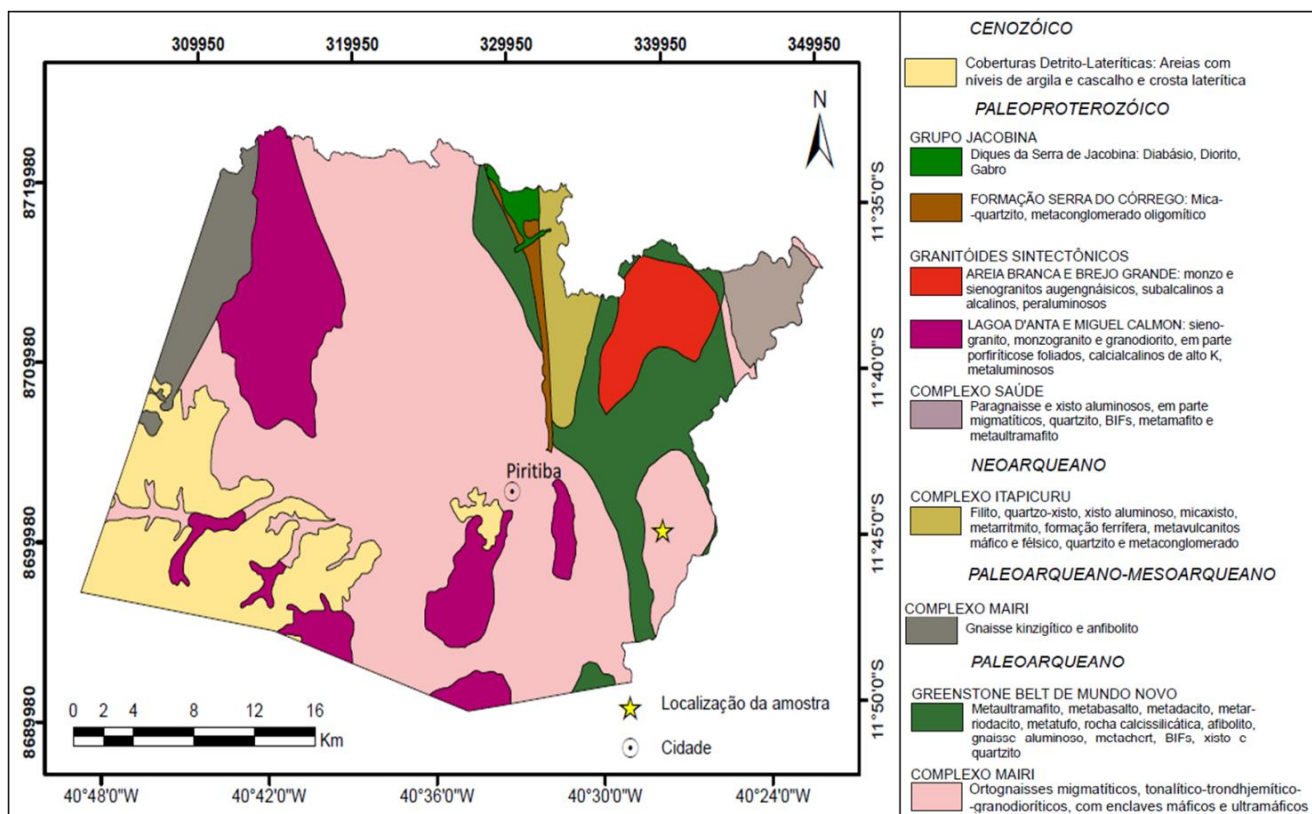 309950
319950
329950
339950
349950
8719980
8709980
8699980
8689980
N
11°35'0"S
11°40'0"S
11°45'0"S
11°50'0"S
Piritiba
Localização da amostra
Cidade
0 2 4 8 12 16
Km
40°48'0"W
40°42'0"W
40°36'0"W
40°30'0"W
40°24'0"W
CENOZÓICO
Coberturas Detrito-Lateríticas: Areias com
níveis de argila e cascalho e crosta laterítica
PALEOPROTEROZÓICO
GRUPO JACOBINA
Diques da Serra de Jacobina: Diabásio, Diorito,
Gabro
FORMAÇÃO SERRA DO CÓRREGO: Mica-
-quartzito, metaconglomerado oligomítico
GRANITÓIDES SINTECTÔNICOS
AREIA BRANCA E BREJO GRANDE: monzo e
sienogranitos augengnáisicos, subalcalinos a
alcalinos, peraluminosos
LAGOA D'ANTA E MIGUEL CALMON: sieno-
granito, monzogranito e granodiorito, em parte
porfiríticose foliados, calcialcalinos de alto K,
metaluminosos
COMPLEXO SAÚDE
Paragnaisse e xisto aluminosos, em parte
migmatíticos, quartzito, BIFs, metamafito e
metaultramafito
NEOARQUEANO
COMPLEXO ITAPICURU
Filito, quartzo-xisto, xisto aluminoso, micaxisto,
metarritmito, formação ferrífera, metavulcanitos
máfico e félsico, quartzito e metaconglomerado
PALEOARQUEANO-MESOARQUEANO
COMPLEXO MAIRI
Gnaisse kinzigítico e anfibolito
PALEOARQUEANO
GREENSTONE BELT DE MUNDO NOVO
Metaultramafito, metabasalto, metadacito, metar-
riodacito, metatufo, rocha calcissilicática, afibolito,
gnaisse aluminoso, metachert, BIFs, xisto e
quartzito
COMPLEXO MAIRI
Ortognaisses migmatíticos, tonalítico-trondhjemítico-
-granodioríticos, com enclaves máficos e ultramáficos